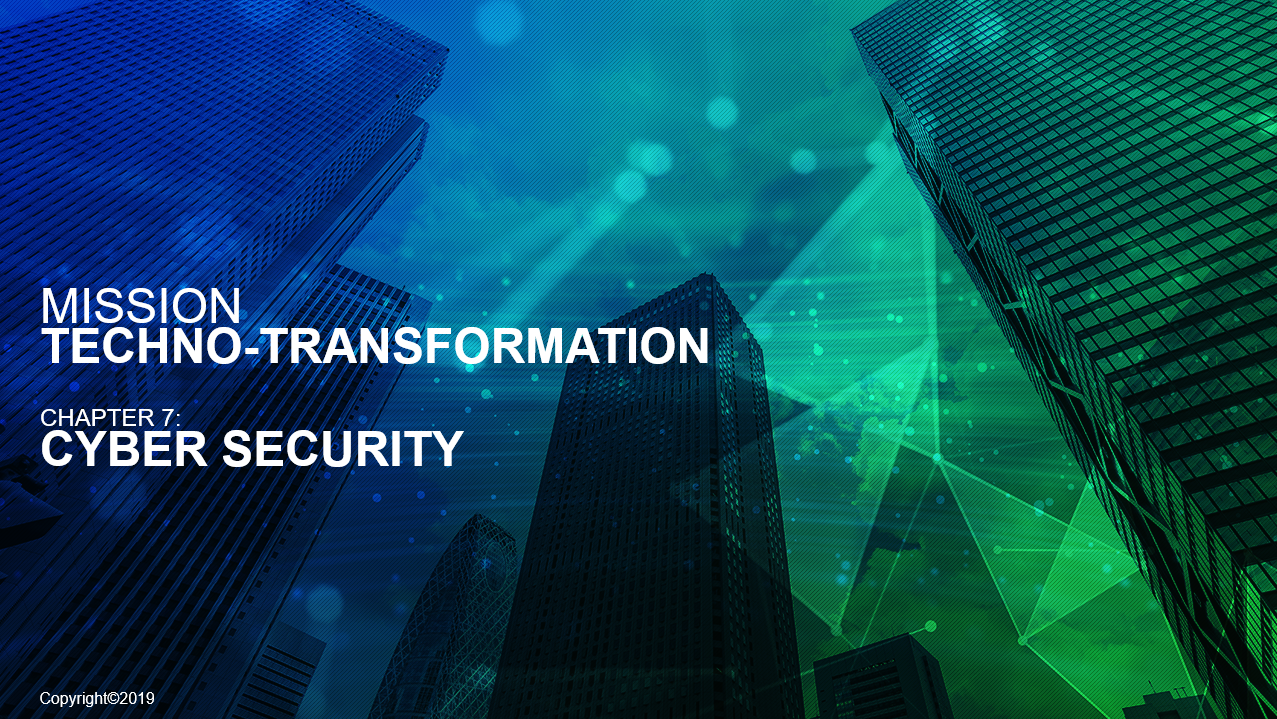 MISSION
TECHNO-TRANSFORMATION
CHAPTER 7:
CYBER SECURITY
Copyright©2019